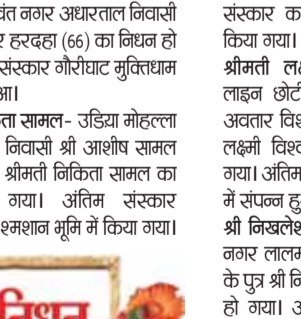 वंत नगर अधारताल निवासी
र हरदहा (66) का निधन हो
संस्कार गौरीघाट मुक्तिधाम
आ।
ता सामल- उडिया मोहल्ला
निवासी श्री आशीष सामल
श्रीमती निकिता सामल का
गया। अंतिम संस्कार
श्मशान भूमि में किया गया।
निधन
संस्कार क
किया गया।
श्रीमती ल
लाइन छोटी
अवतार विश
लक्ष्मी विश्व
गया। अंतिम
में संपन्न हु
श्री निखलेश
नगर लालम
के पुत्र श्री नि
हो गया। अ